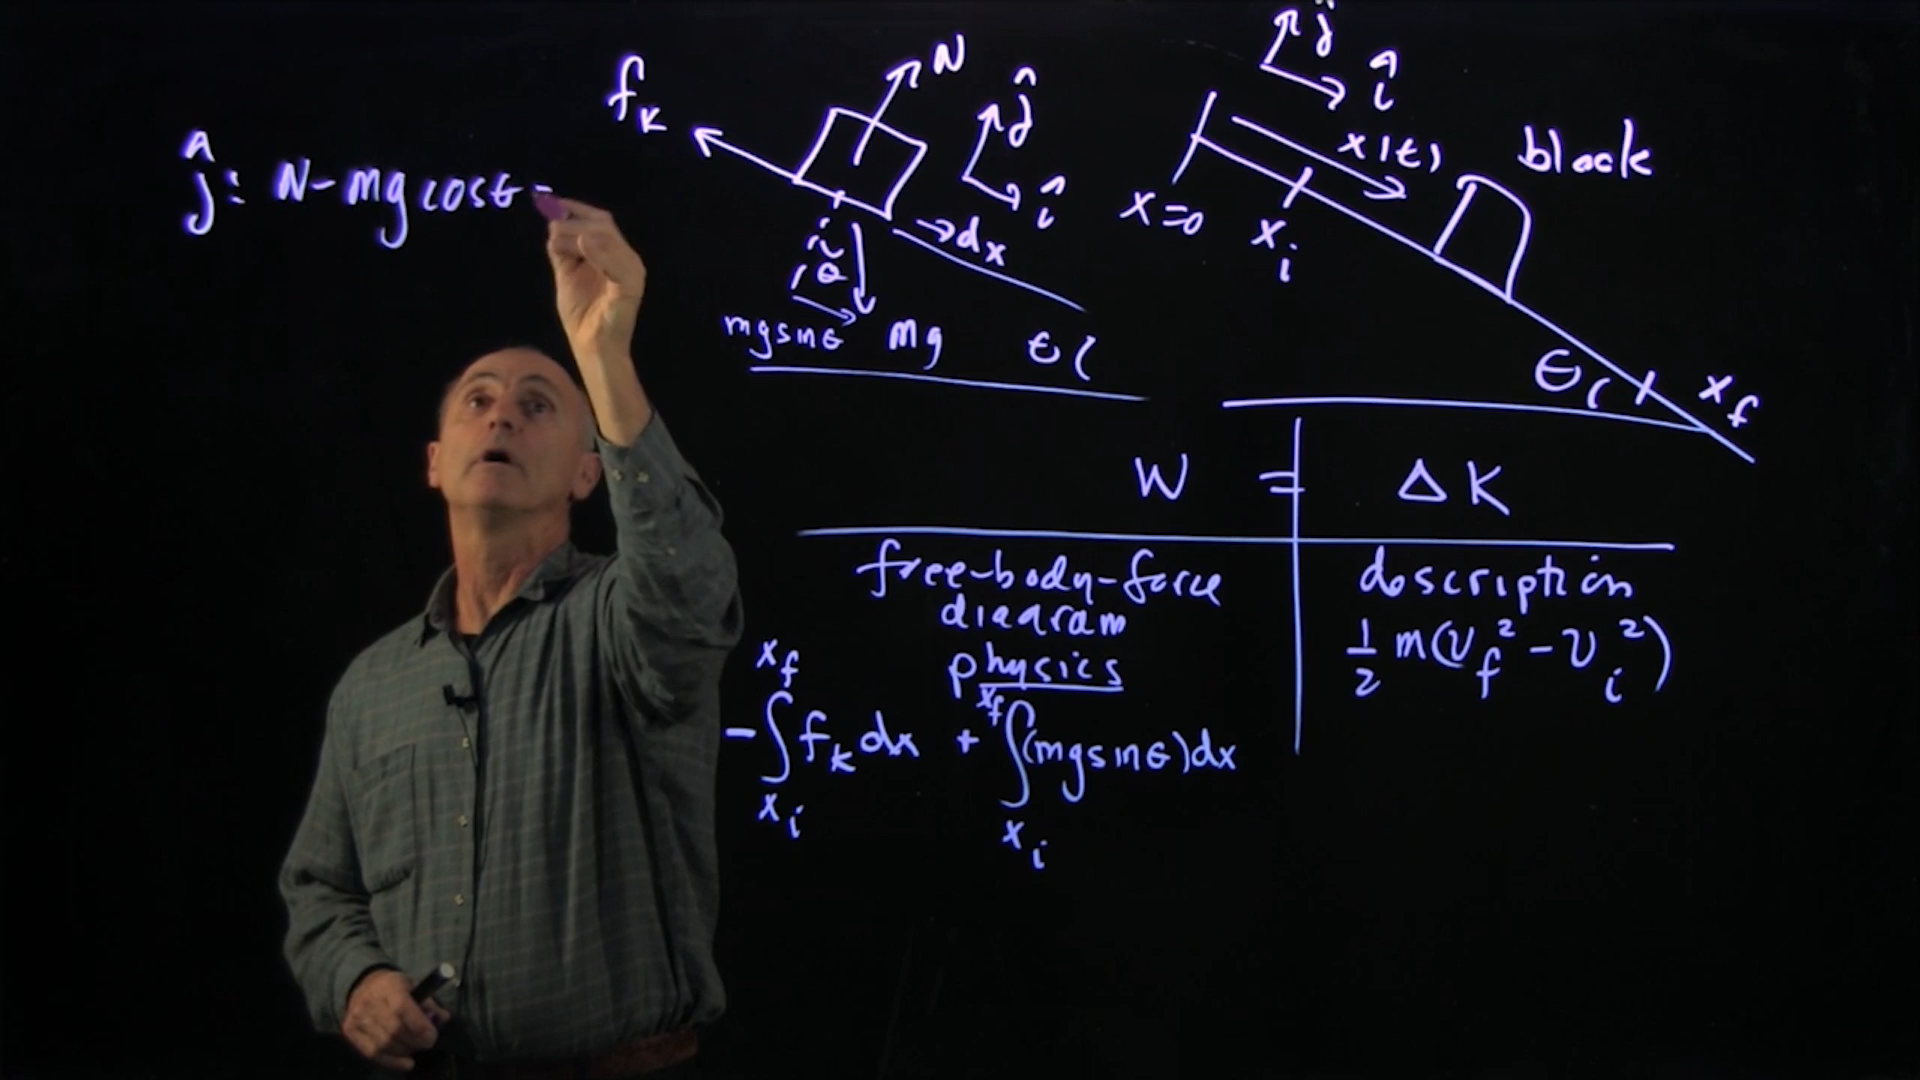 ĵ: N - mg cosθ =
f_k
N
ĵ
î
→ dx
θ
mg sinθ
mg
θ
ĵ
î
x(t)
block
x=0
x_i
θ
x_f
W = ΔK
free-body-force
diagram
physics
description
1/2 m(v_f² - v_i²)
-∫_{x_i}^{x_f} f_k dx + ∫_{x_i}^{x_f} (mg sinθ)dx